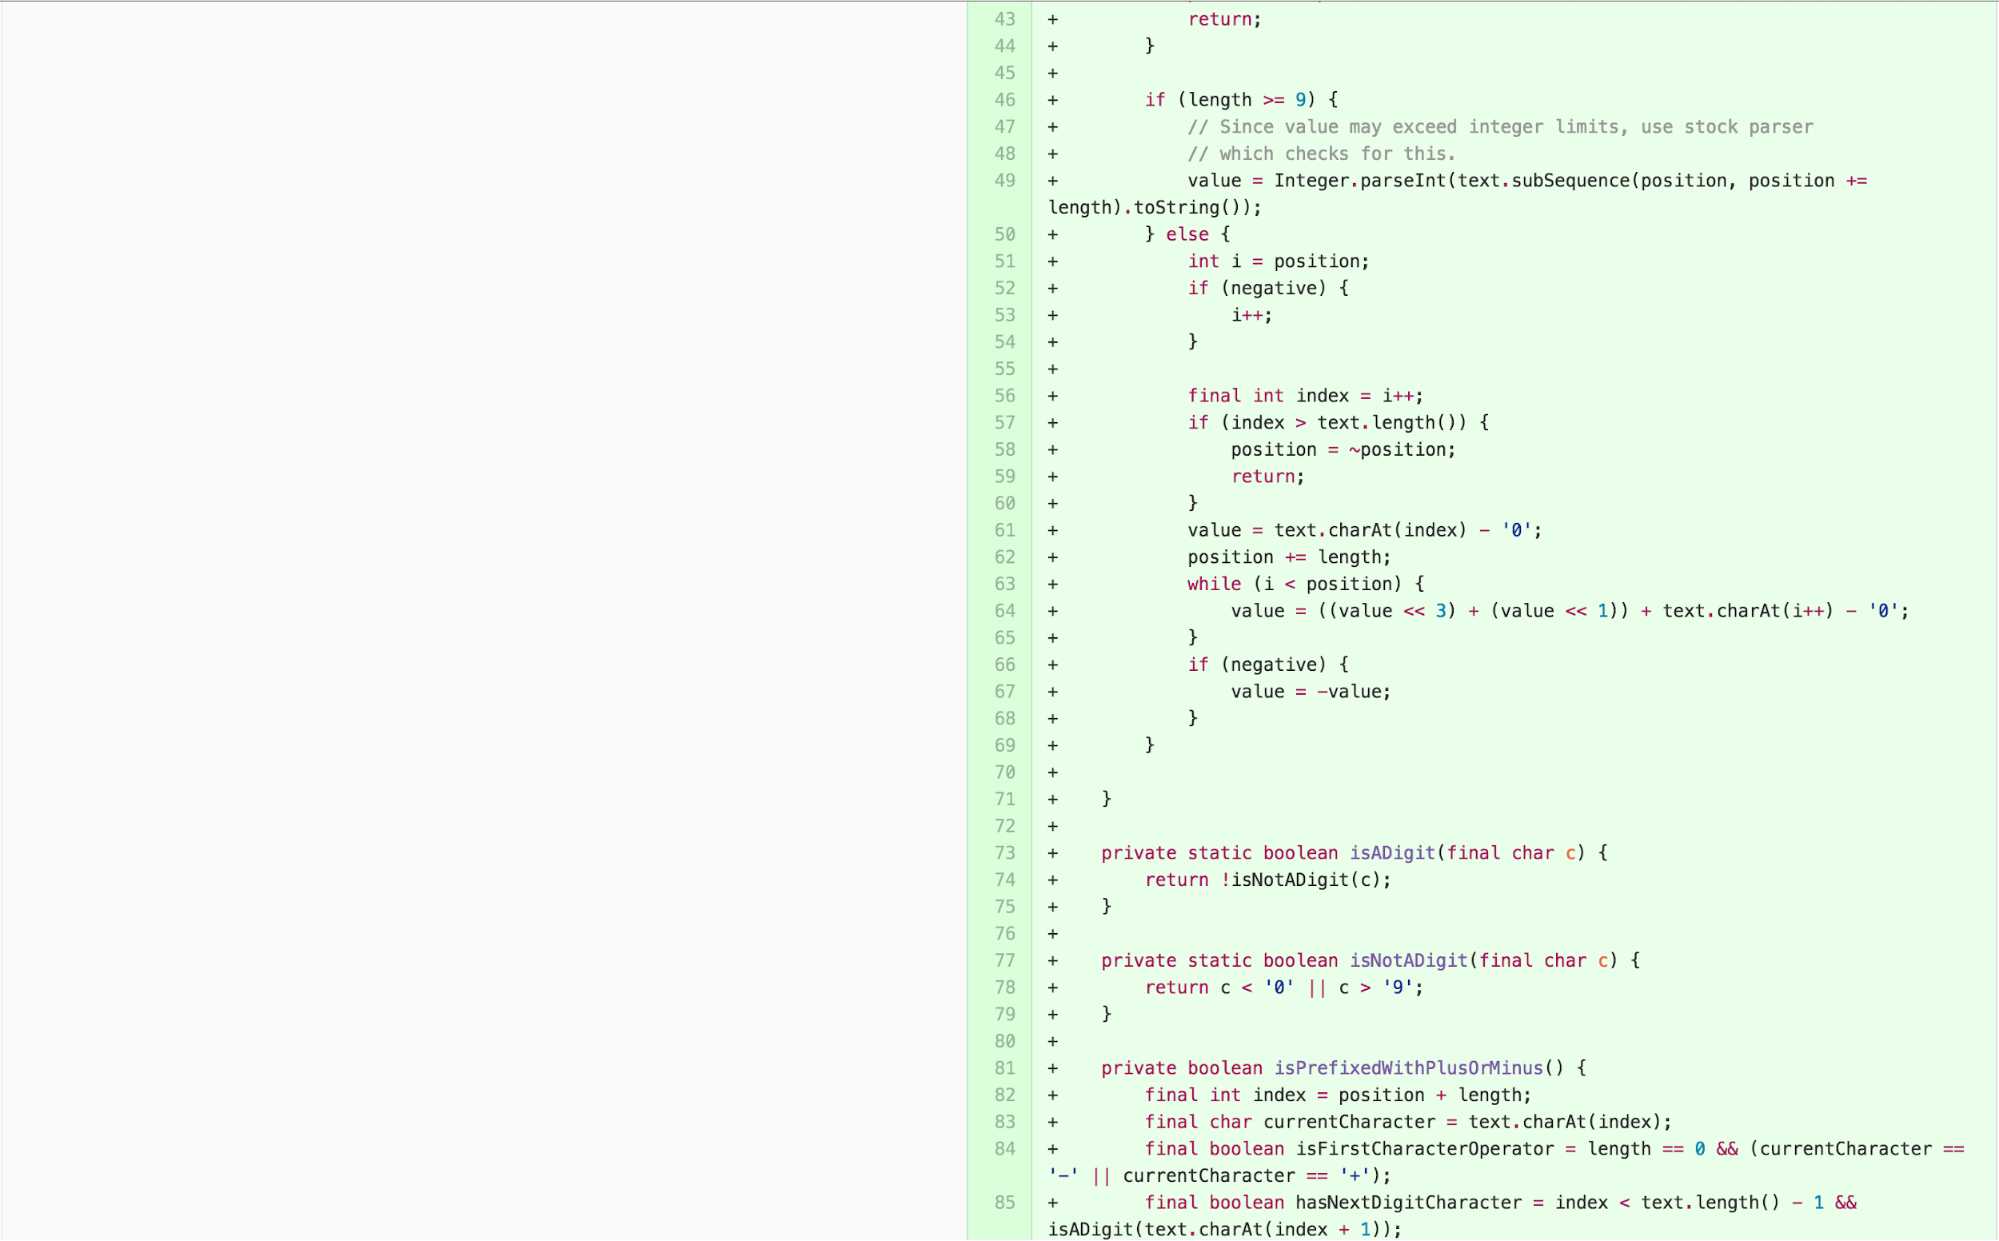 43 + return;
44 + }
45 +
46 + if (length >= 9) {
47 + // Since value may exceed integer limits, use stock parser
48 + // which checks for this.
49 + value = Integer.parseInt(text.subSequence(position, position +=
length).toString());
50 + } else {
51 + int i = position;
52 + if (negative) {
53 + i++;
54 + }
55 +
56 + final int index = i++;
57 + if (index > text.length()) {
58 + position = ~position;
59 + return;
60 + }
61 + value = text.charAt(index) - '0';
62 + position += length;
63 + while (i < position) {
64 + value = ((value << 3) + (value << 1)) + text.charAt(i++) - '0';
65 + }
66 + if (negative) {
67 + value = -value;
68 + }
69 + }
70 +
71 + }
72 +
73 + private static boolean isADigit(final char c) {
74 + return !isNotADigit(c);
75 + }
76 +
77 + private static boolean isNotADigit(final char c) {
78 + return c < '0' || c > '9';
79 + }
80 +
81 + private boolean isPrefixedWithPlusOrMinus() {
82 + final int index = position + length;
83 + final char currentCharacter = text.charAt(index);
84 + final boolean isFirstCharacterOperator = length == 0 && (currentCharacter ==
'-' || currentCharacter == '+');
85 + final boolean hasNextDigitCharacter = index < text.length() - 1 &&
isADigit(text.charAt(index + 1));